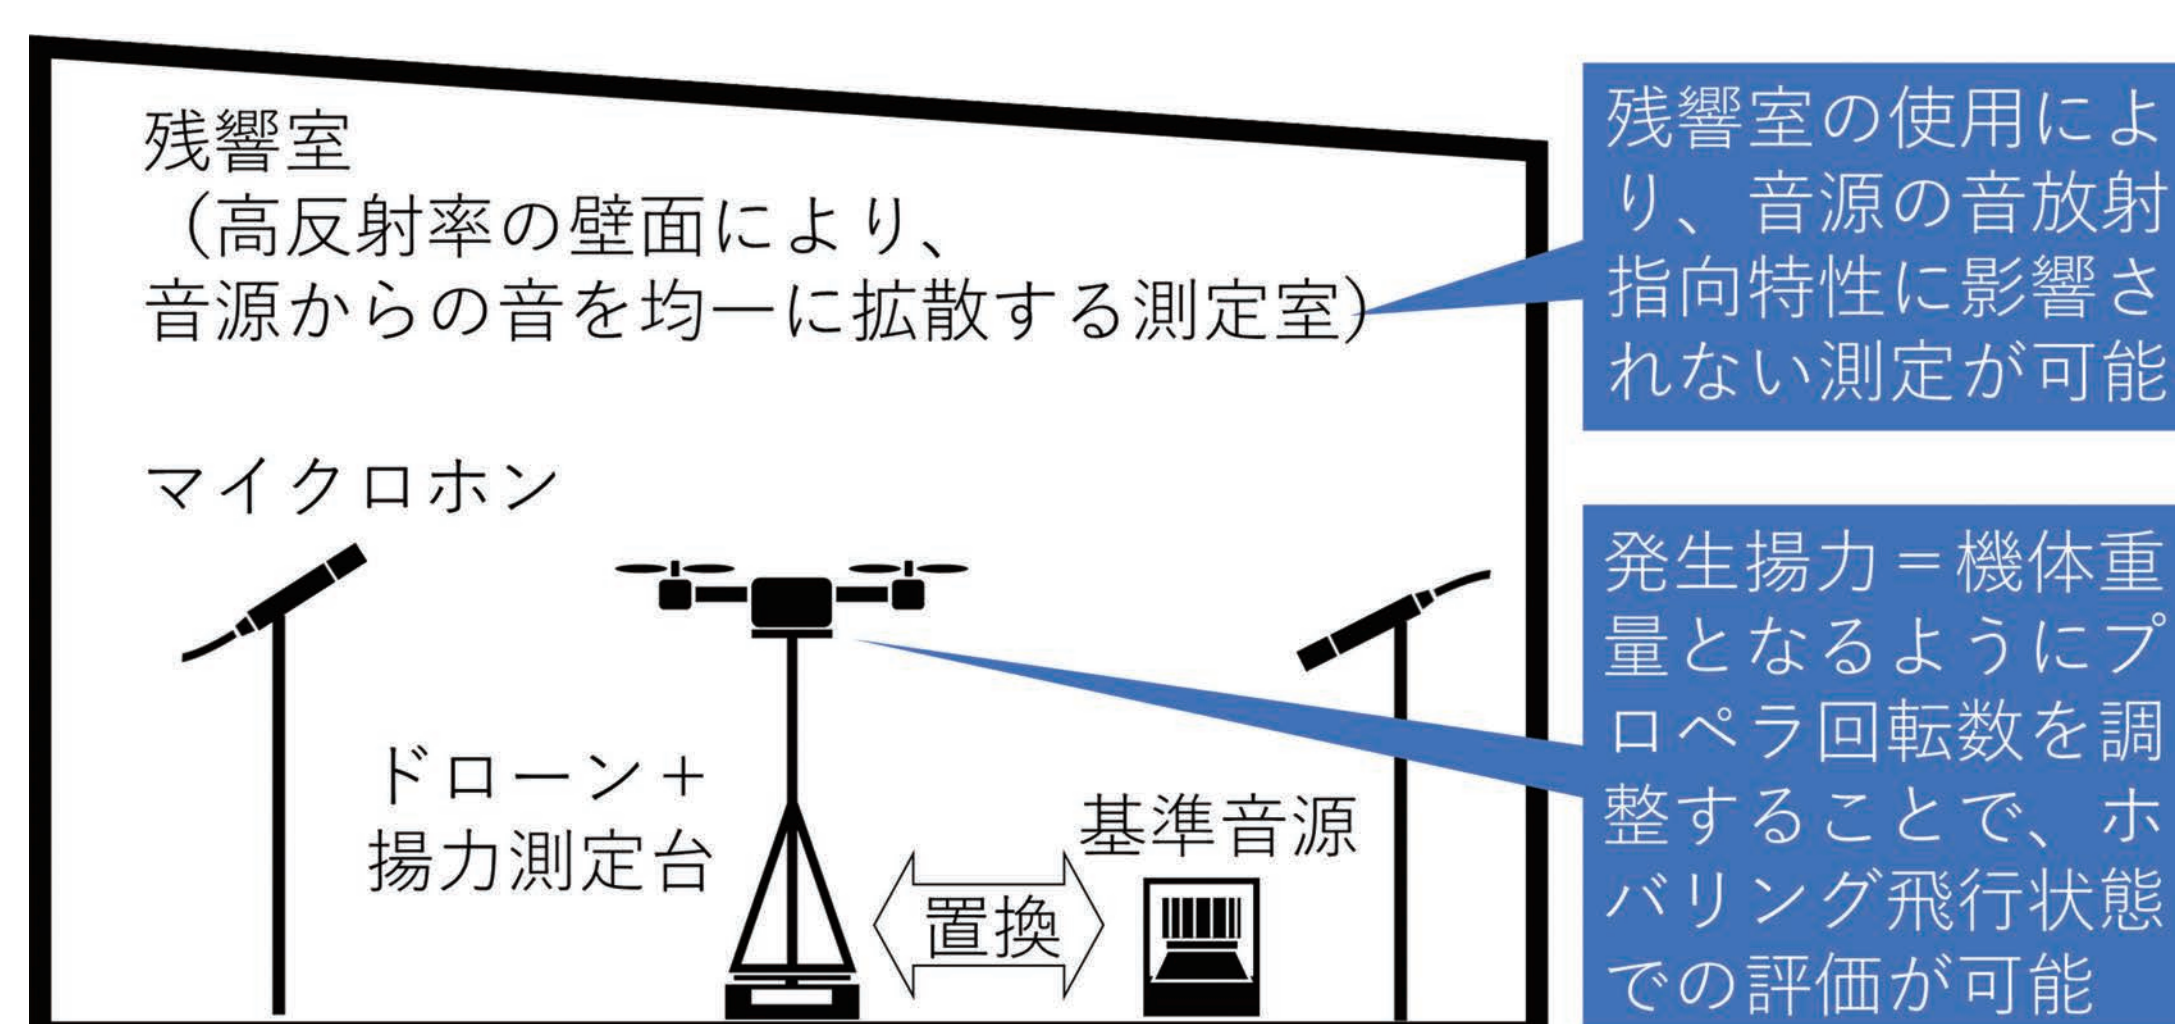 残響室
（高反射率の壁面により、
音源からの音を均一に拡散する測定室）
マイクロホン
ドローン＋
揚力測定台
置換
基準音源
残響室の使用によ
り、音源の音放射
指向特性に影響さ
れない測定が可能
発生揚力＝機体重
量となるようにプ
ロペラ回転数を調
整することで、ホ
バリング飛行状態
での評価が可能